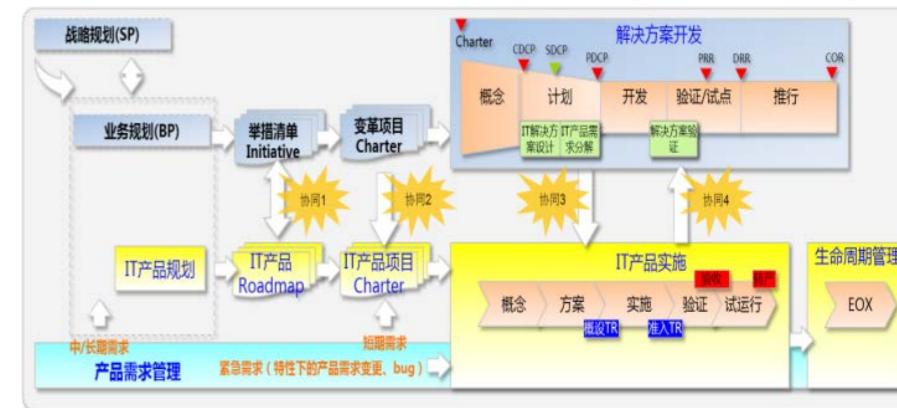 战略规划(SP)
业务规划(BP)
举措清单
Initiative
变革项目
Charter
解决方案开发
Charter
CDCP
SDCP
PDCP
PRR
DRR
COR
概念
计划
开发
验证/试点
推行
IT解决方
案设计
IT产品需
求分解
解决方案验
证
协同1
协同2
协同3
协同4
IT产品规划
IT产品
Roadmap
IT产品项目
Charter
IT产品实施
概念
方案
实施
验证
试运行
验收
转产
概设TR
准入TR
生命周期管理
EOX
中/长期需求
短期需求
产品需求管理
紧急需求（特性下的产品需求变更、bug）